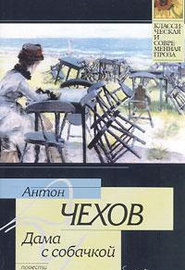 КЛАССИ-
ЧЕСКАЯ И
СОВРЕ-
МЕННАЯ
ПРОЗА
Антон
ЧЕХОВ
Дама
с собачкой
повести